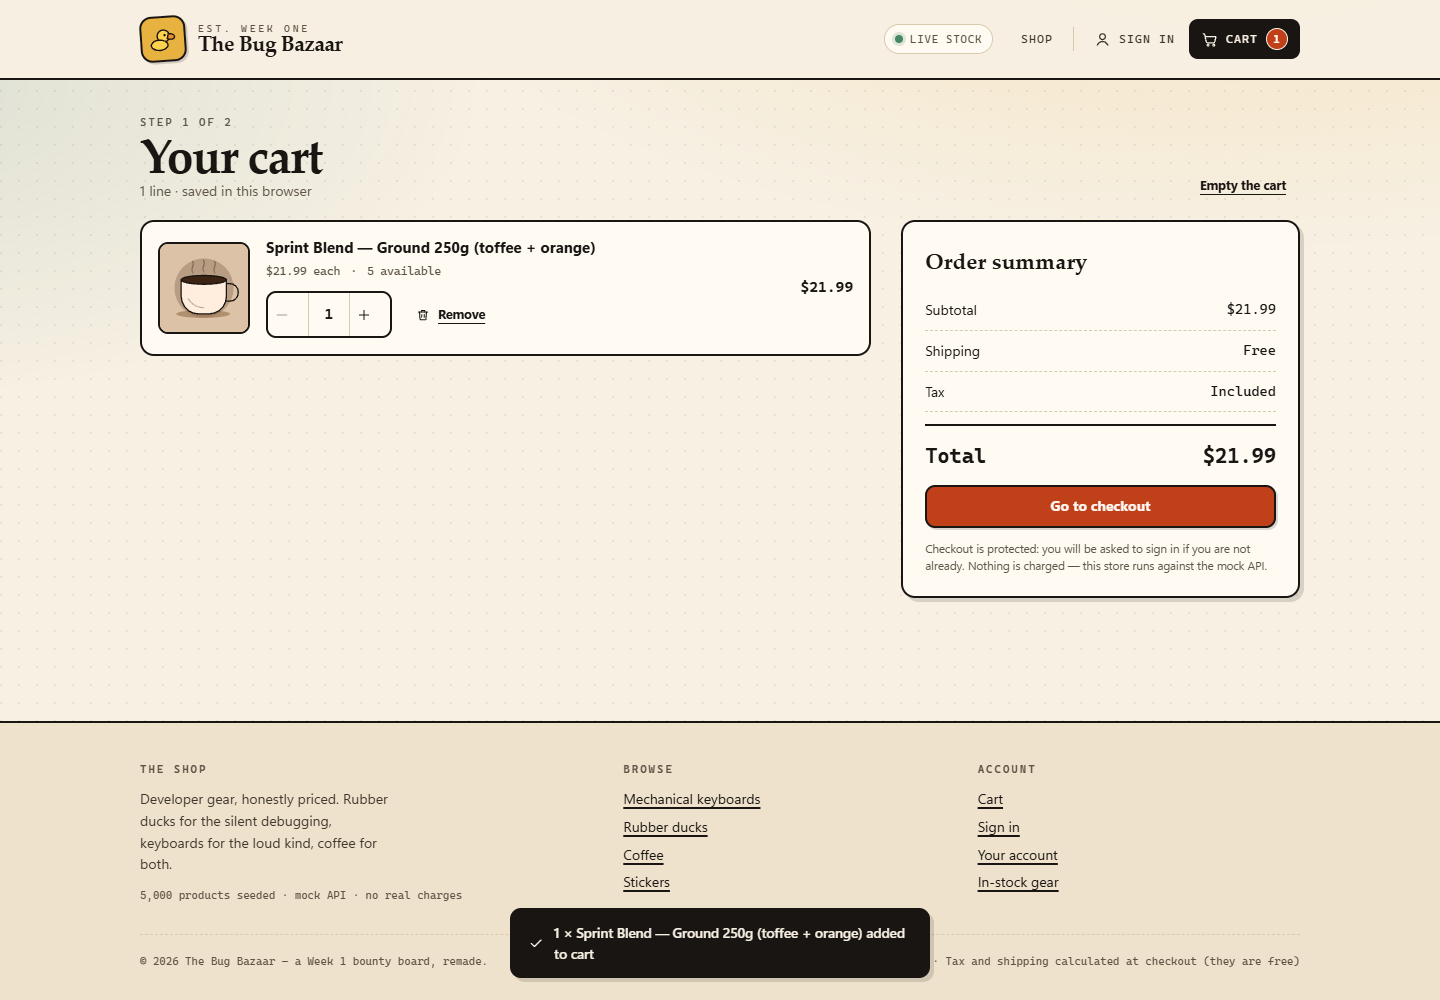 EST. WEEK ONE
The Bug Bazaar
LIVE STOCK
SHOP
SIGN IN
CART 1
STEP 1 OF 2
Your cart
1 line · saved in this browser
Empty the cart
Sprint Blend — Ground 250g (toffee + orange)
$21.99 each · 5 available
− 1 +
Remove
$21.99
Order summary
Subtotal $21.99
Shipping Free
Tax Included
Total $21.99
Go to checkout
Checkout is protected: you will be asked to sign in if you are not
already. Nothing is charged — this store runs against the mock API.
THE SHOP
Developer gear, honestly priced. Rubber
ducks for the silent debugging,
keyboards for the loud kind, coffee for
both.
5,000 products seeded · mock API · no real charges
BROWSE
Mechanical keyboards
Rubber ducks
Coffee
Stickers
ACCOUNT
Cart
Sign in
Your account
In-stock gear
1 × Sprint Blend — Ground 250g (toffee + orange) added
to cart
© 2026 The Bug Bazaar — a Week 1 bounty board, remade.
· Tax and shipping calculated at checkout (they are free)